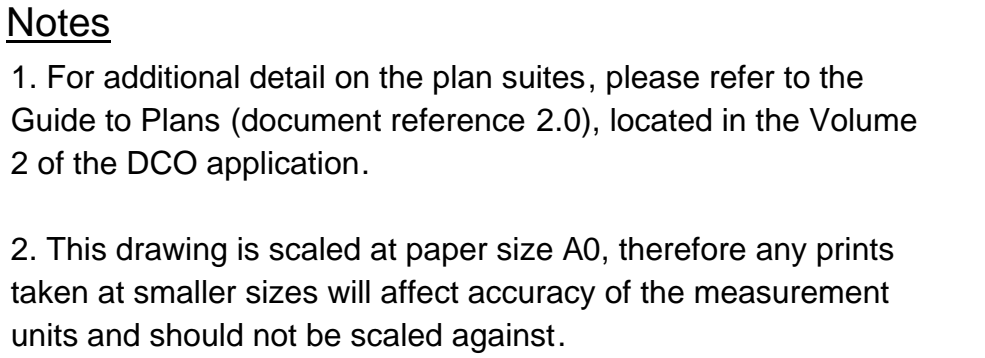 Notes
1. For additional detail on the plan suites, please refer to the
Guide to Plans (document reference 2.0), located in the Volume
2 of the DCO application.
2. This drawing is scaled at paper size A0, therefore any prints
taken at smaller sizes will affect accuracy of the measurement
units and should not be scaled against.